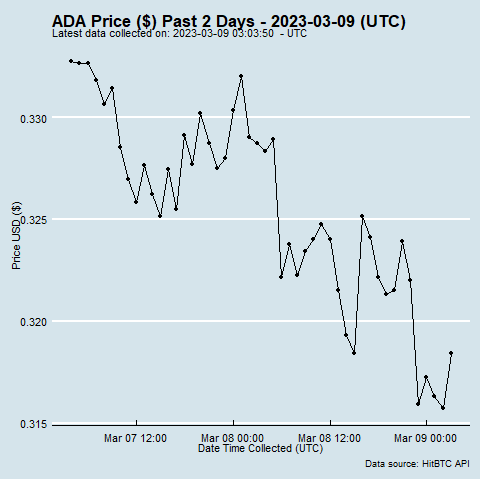 ADA Price ($) Past 2 Days - 2023-03-09 (UTC)
Latest data collected on: 2023-03-09 03:03:50 - UTC
0.330
0.325
0.320
0.315
Price USD ($)
Mar 07 12:00 Mar 08 00:00 Mar 08 12:00 Mar 09 00:00
Date Time Collected (UTC)
Data source: HitBTC API